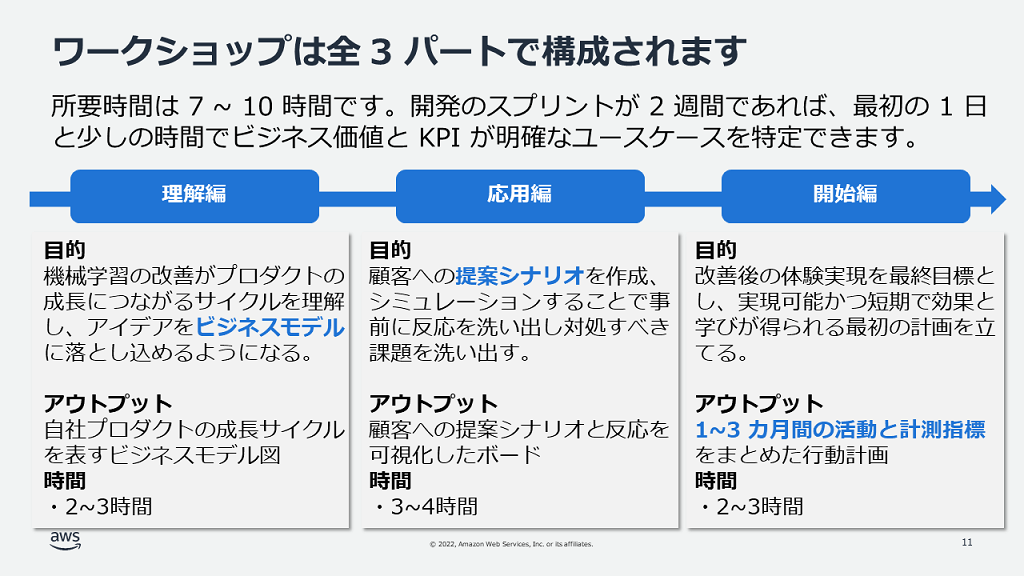 ワークショップは全 3 パートで構成されます
所要時間は 7 ~ 10 時間です。開発のスプリントが 2 週間であれば、最初の 1 日
と少しの時間でビジネス価値と KPI が明確なユースケースを特定できます。
理解編
目的
機械学習の改善がプロダクトの
成長につながるサイクルを理解
し、アイデアをビジネスモデル
に落とし込めるようになる。
アウトプット
自社プロダクトの成長サイクル
を表すビジネスモデル図
時間
・2~3時間
応用編
目的
顧客への提案シナリオを作成、
シミュレーションすることで事
前に反応を洗い出し対処すべき
課題を洗い出す。
アウトプット
顧客への提案シナリオと反応を
可視化したボード
時間
・3~4時間
開始編
目的
改善後の体験実現を最終目標と
し、実現可能かつ短期で効果と
学びが得られる最初の計画を立
てる。
アウトプット
1~3 カ月間の活動と計測指標
をまとめた行動計画
時間
・2~3時間
aws
© 2022, Amazon Web Services, Inc. or its affiliates.
11